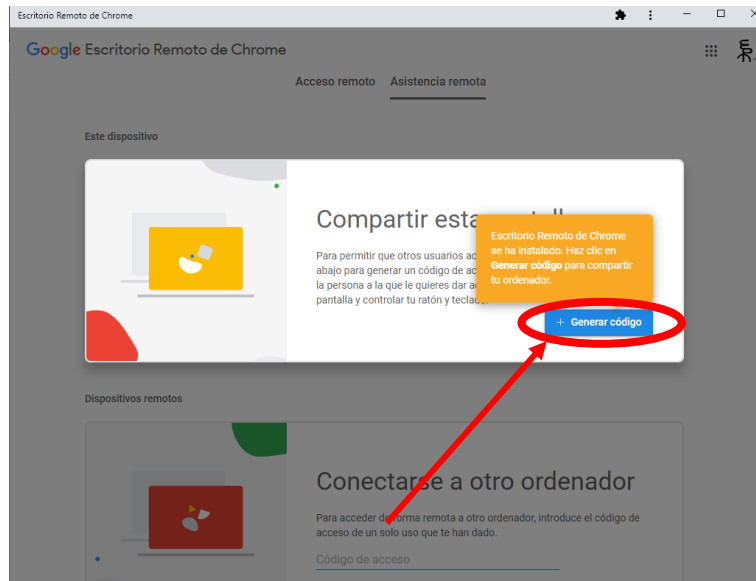 Escritorio Remoto de Chrome
Google Escritorio Remoto de Chrome
Acceso remoto Asistencia remota
Este dispositivo
Compartir esta
Para permitir que otros usuarios
abajo para generar un código de
la persona a la que le quieres dar
pantalla y controlar tu ratón y
Escritorio Remoto de Chrome
se ha instalado. Haz clic en
Generar código para compartir
tu ordenador.
+ Generar código
Dispositivos remotos
Conectarse a otro ordenador
Para acceder de forma remota a otro ordenador, introduce el código de
acceso de un solo uso que te han dado.
Código de acceso